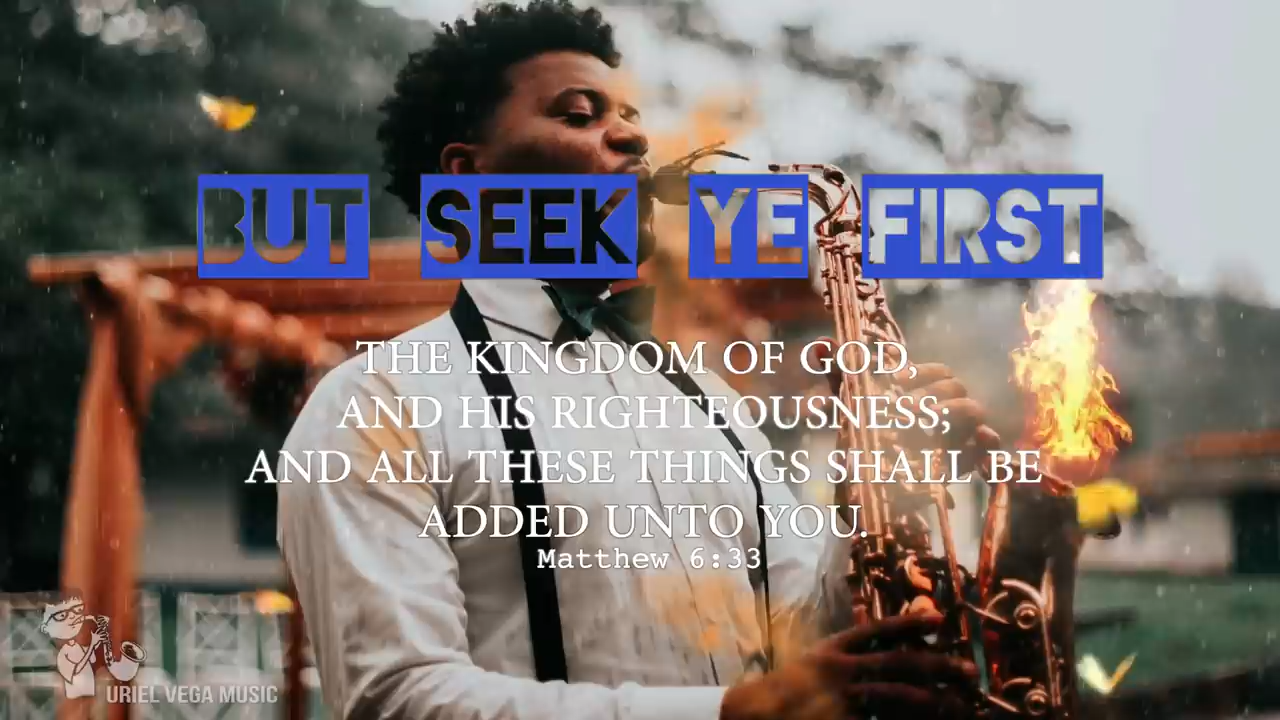 BUT SEEK YE FIRST
THE KINGDOM OF GOD,
AND HIS RIGHTEOUSNESS;
AND ALL THESE THINGS SHALL BE
ADDED UNTO YOU.
Matthew 6:33
URIEL VEGA MUSIC